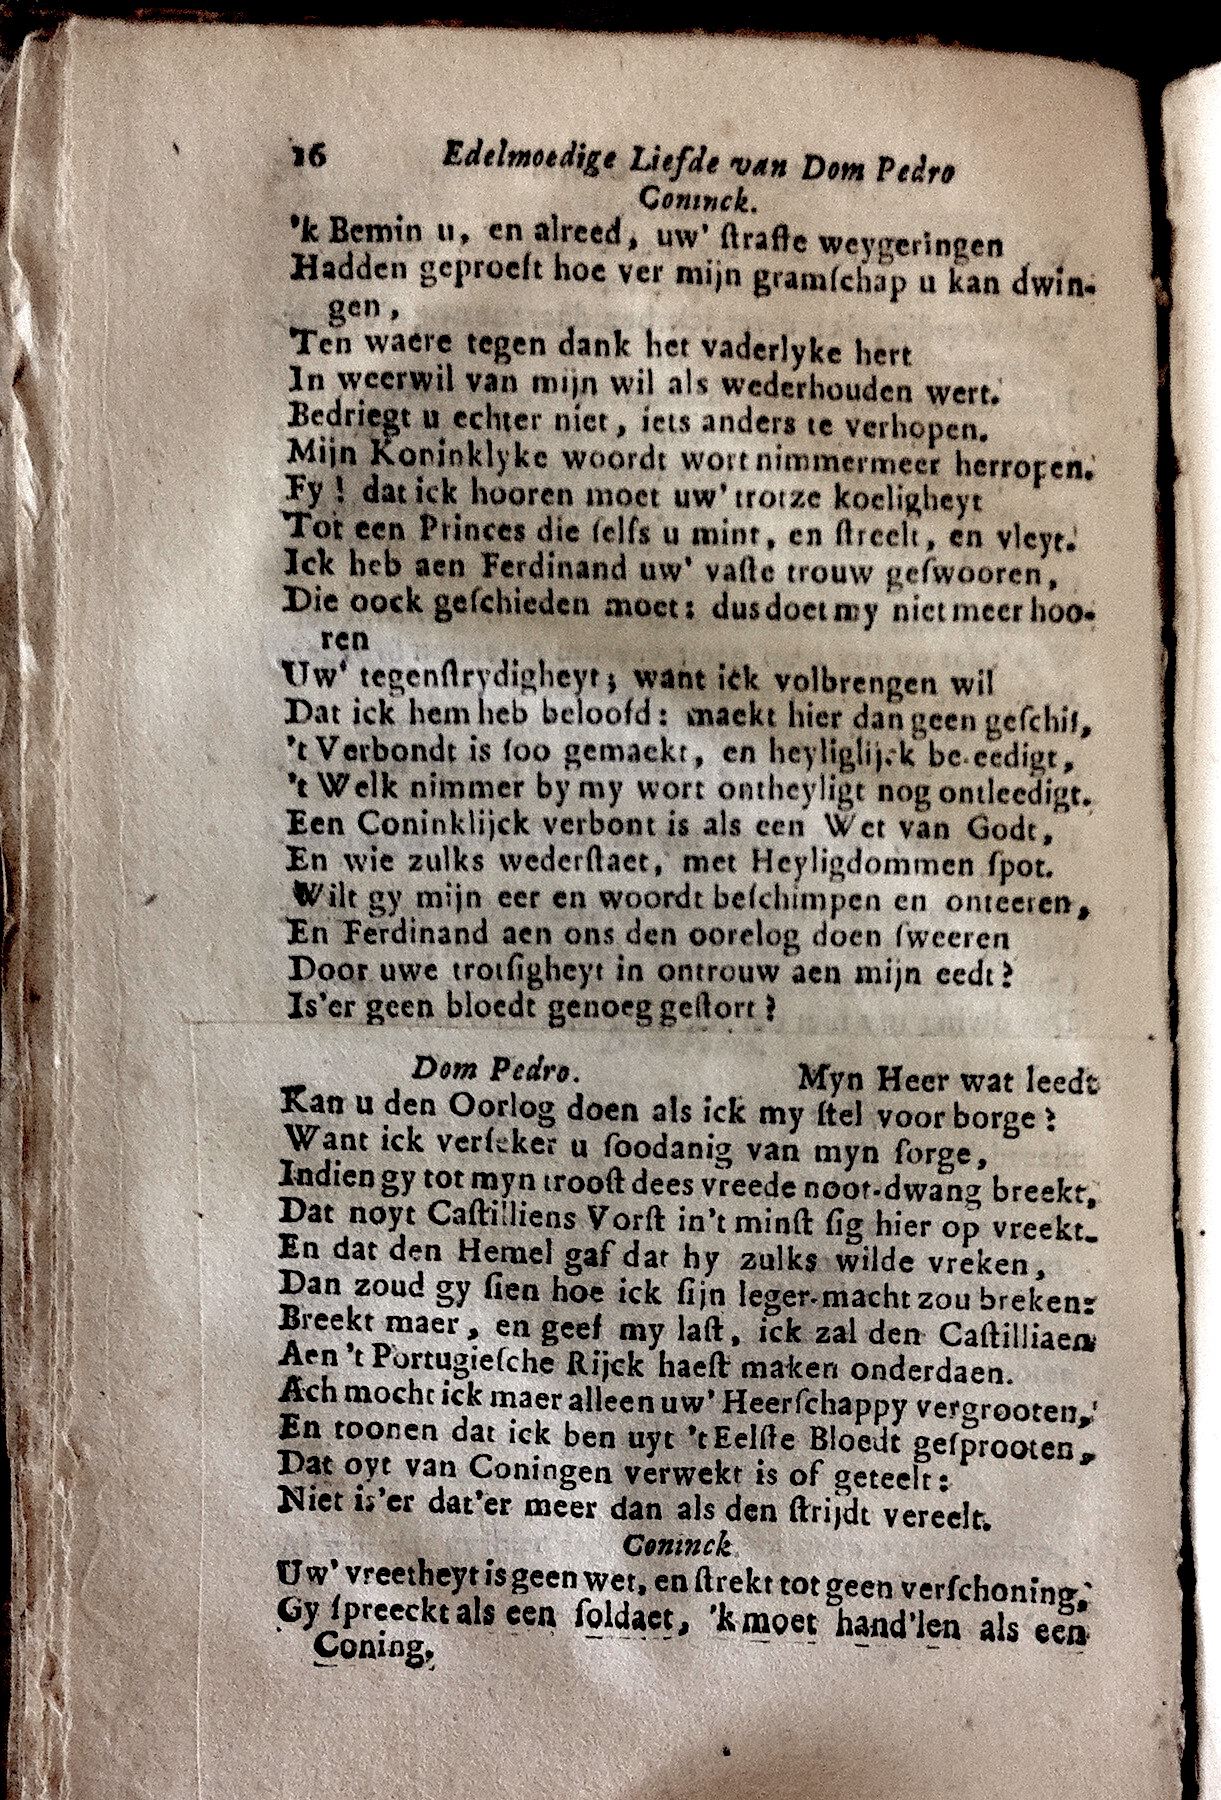 16 Edelmoedige Liefde van Dom Pedro
Coninck.
'k Bemin u, en alreed, uw' ſtraffe weygeringen
Hadden geproeft hoe ver mijn gramſchap u kan dwin-
gen,
Ten waere tegen dank het vaderlyke hert
In weerwil van mijn wil als wederhouden wert.
Bedriegt u echter niet, iets anders te verhopen.
Mijn Koninklyke woordt wort nimmermeer herropen.
Fy! dat ick hooren moet uw' trotze koeligheyt
Tot een Princes die ſelfs u mint, en ſtreelt, en vleyt.
Ick heb aen Ferdinand uw' vaſte trouw geſwooren,
Die oock geſchieden moet: dus doet my niet meer hoo-
ren
Uw' tegenſtrydigheyt; want ick volbrengen wil
Dat ick hem heb beloofd: maekt hier dan geen geſchil,
't Verbondt is ſoo gemaekt, en heyliglijck be-eedigt,
't Welk nimmer by my wort ontheyligt nog ontleedigt.
Een Coninklijck verbont is als een Wet van Godt,
En wie zulks wederſtaet, met Heyligdommen ſpot.
Wilt gy mijn eer en woordt beſchimpen en onteeren,
En Ferdinand aen ons den oorelog doen ſweeren
Door uwe trotſigheyt in ontrouw aen mijn eedt?
Is'er geen bloedt genoeg geſtort?
Dom Pedro. Myn Heer wat leedt
Kan u den Oorlog doen als ick my ſtel voor borge?
Want ick verſeker u ſoodanig van myn ſorge,
Indien gy tot myn trooſt dees vreede noot-dwang breekt,
Dat noyt Caſtilliens Vorſt in't minſt ſig hier op vreekt.
En dat den Hemel gaf dat hy zulks wilde vreken,
Dan zoud gy ſien hoe ick ſijn leger-macht zou breken:
Breekt maer, en geef my laſt, ick zal den Caſtilliaen
Aen 't Portugieſche Rijck haeſt maken onderdaen.
Ach mocht ick maer alleen uw' Heerſchappy vergrooten,
En toonen dat ick ben uyt 't Eelſte Bloedt geſprooten,
Dat oyt van Coningen verwekt is of geteelt:
Niet is'er dat'er meer dan als den ſtrijdt vereelt.
Coninck.
Uw' vreetheyt is geen wet, en ſtrekt tot geen verſchoning,
Gy ſpreeckt als een ſoldaet, 'k moet hand'len als een
Coning.